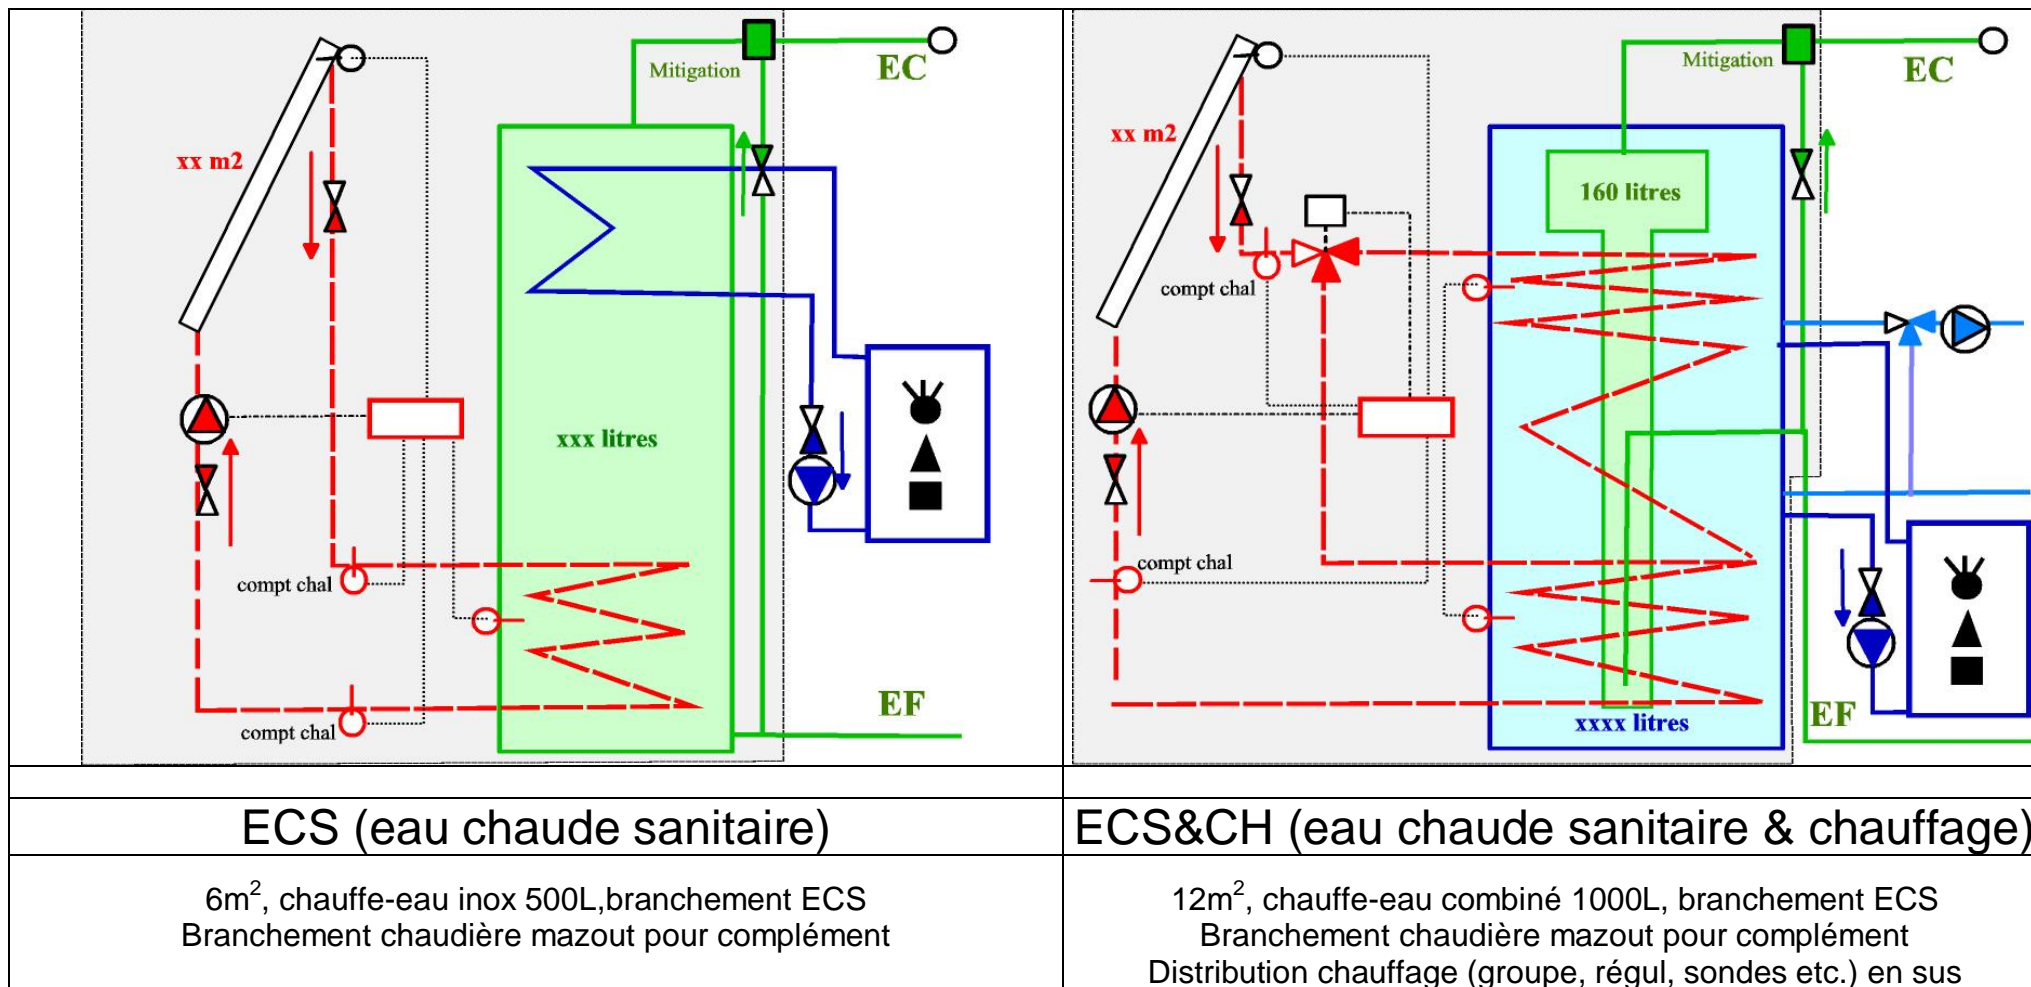 EC
Mitigation
xx m2
xxx litres
compt chal
EF
compt chal
EC
Mitigation
xx m2
160 litres
compt chal
compt chal
EF
xxxx litres
ECS (eau chaude sanitaire)
ECS&CH (eau chaude sanitaire & chauffage)
6m², chauffe-eau inox 500L,branchement ECS
Branchement chaudière mazout pour complément
12m², chauffe-eau combiné 1000L, branchement ECS
Branchement chaudière mazout pour complément
Distribution chauffage (groupe, régul, sondes etc.) en sus